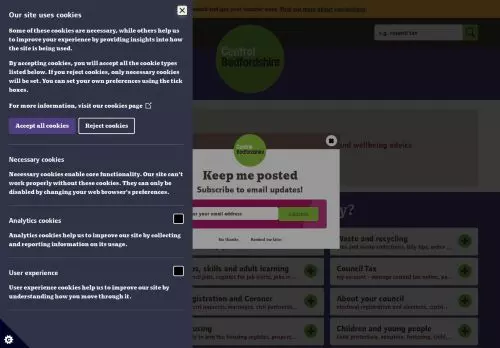 Our site uses cookies
Some of these cookies are necessary, while others help us
to improve your experience by providing insights into how
the site is being used.
By accepting cookies, you will accept all the cookie types
listed below. If you reject cookies, only necessary cookies
will be set. You can set your own preferences using the tick
boxes.
For more information, visit our cookies page
Accept all cookies
Reject cookies
Necessary cookies
Necessary cookies enable core functionality. Our site can't
work properly without these cookies. They can only be
disabled by changing your web browser's preferences.
Analytics cookies
Analytics cookies help us to improve our site by collecting
and reporting information on its usage.
User experience
User experience cookies help us to improve our site by
understanding how you move through it.
e.g. council tax
Central
Bedfordshire
and wellbeing advice
Central
Bedfordshire
Keep me posted
Subscribe to email updates!
your email address
No thanks
Remind me later
Waste and recycling
skills and adult learning
Council Tax
and Coroner
About your council
Children and young people